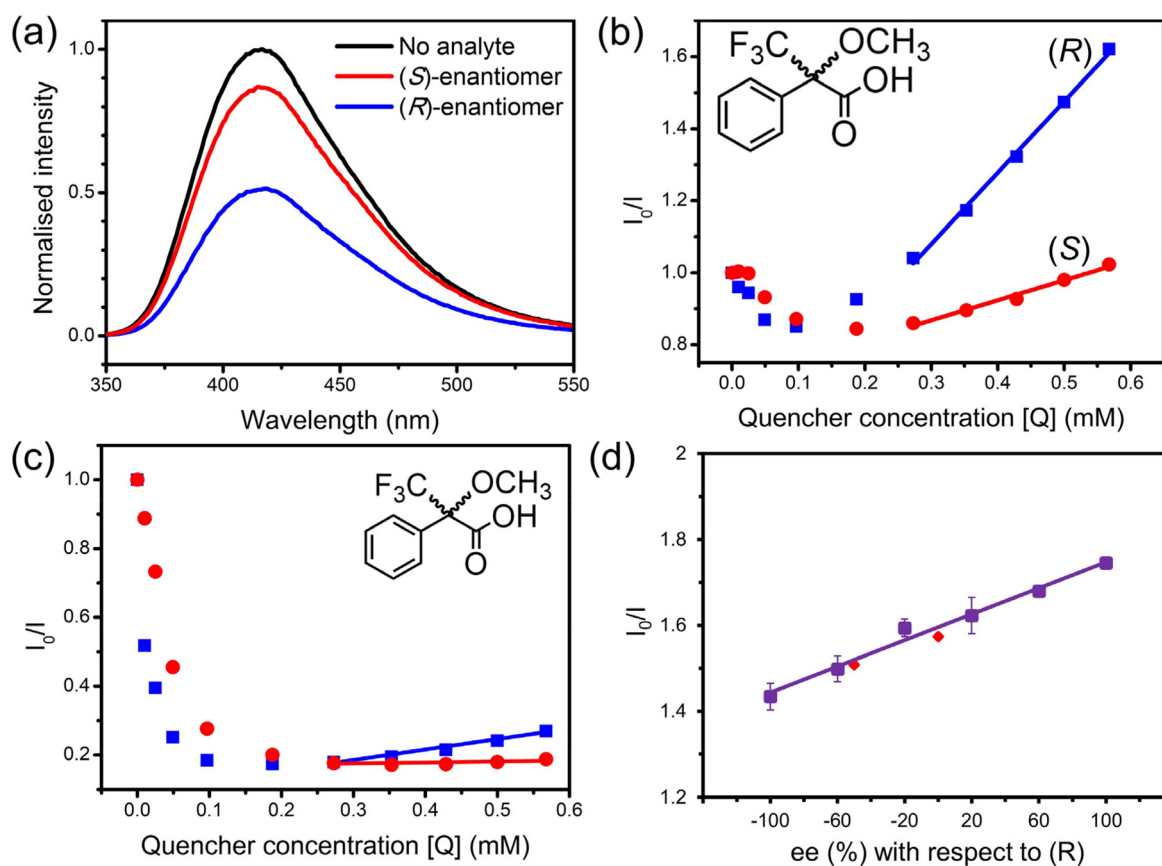 (a)
No analyte
(S)-enantiomer
(R)-enantiomer
Normalised intensity
1.0
0.5
0.0
350 400 450 500 550
Wavelength (nm)
(b)
F3C OCH3
OH
O
(R)
(S)
I0/I
1.6
1.4
1.2
1.0
0.8
0.0 0.1 0.2 0.3 0.4 0.5 0.6
Quencher concentration [Q] (mM)
(c)
F3C OCH3
OH
O
I0/I
1.0
0.8
0.6
0.4
0.2
0.0 0.1 0.2 0.3 0.4 0.5 0.6
Quencher concentration [Q] (mM)
(d)
I0/I
2
1.8
1.6
1.4
1.2
-100 -60 -20 20 60 100
ee (%) with respect to (R)